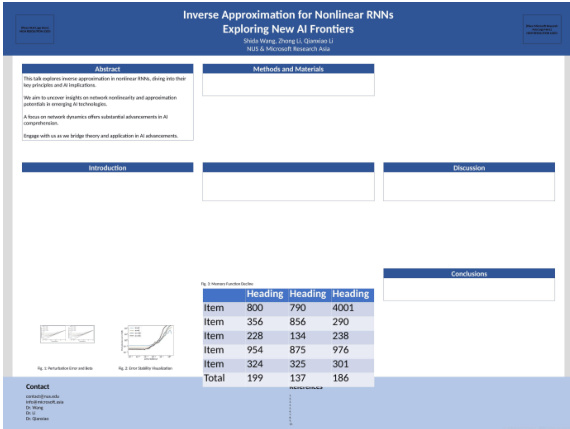 Inverse Approximation for Nonlinear RNNs
Exploring New AI Frontiers
Shida Wang, Zhong Li, Qianxiao Li
NUS & Microsoft Research Asia
Abstract
This talk explores inverse approximation in nonlinear RNNs, diving into their
key principles and AI implications.
We aim to uncover insights on network nonlinearity and approximation
potentials in emerging AI technologies.
A focus on network dynamics offers substantial advancements in AI
comprehension.
Engage with us as we bridge theory and application in AI advancements.
Introduction
Fig. 1: Perturbation Error and Beta
Fig. 2: Error Stability Visualization
Methods and Materials
Fig. 3: Memory Function Decline
Heading Heading Heading
Item 800 790 4001
Item 356 856 290
Item 228 134 238
Item 954 875 976
Item 324 325 301
Total 199 137 186
Discussion
Conclusions
Contact
contact@nus.edu
info@microsoft.asia
Dr. Wang
Dr. Li
Dr. Qianxiao
References